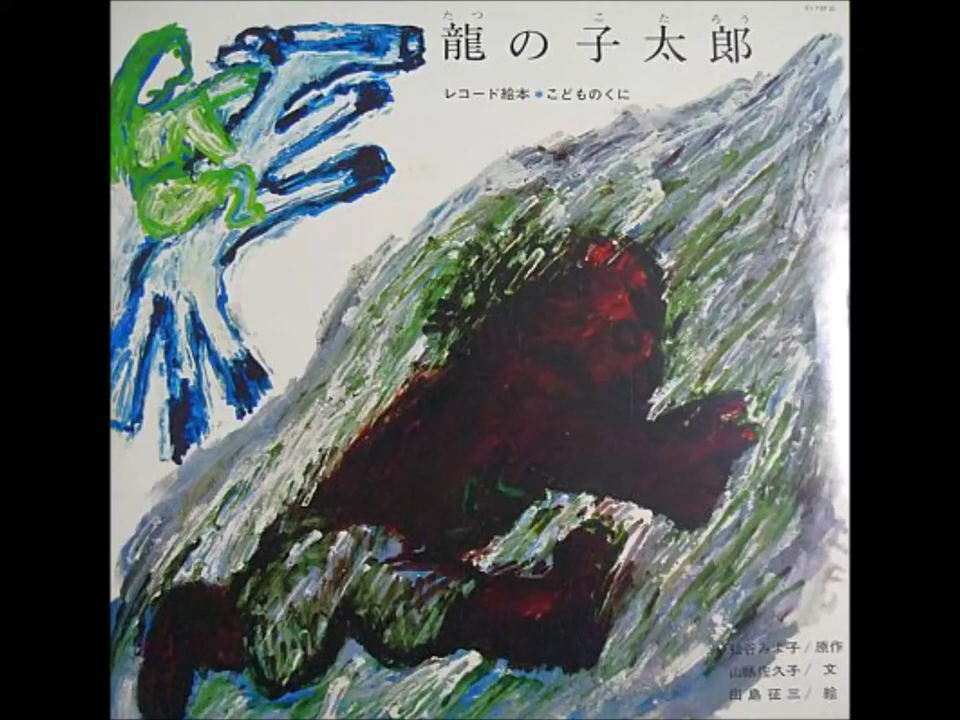 たつ こ た ろう
龍の子太郎
レコード絵本＊こどものくに
松谷みよ子／原作
山縣佐久子／文
田島征三／絵